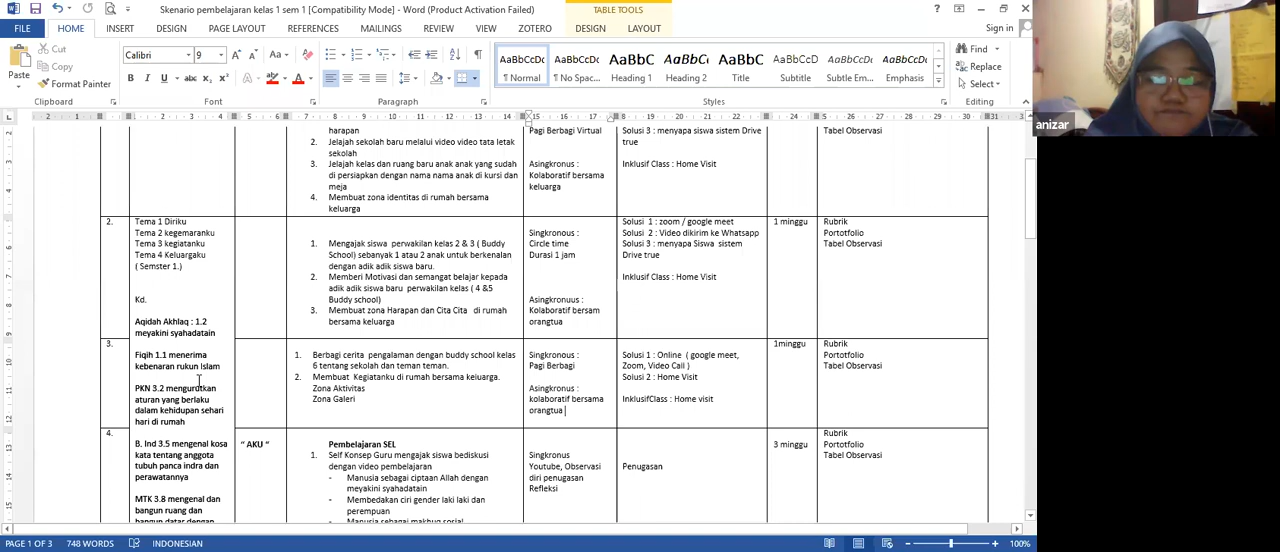 Skenario pembelajaran kelas 1 sem 1 [Compatibility Mode] - Word (Product Activation Failed)
TABLE TOOLS
FILE HOME INSERT DESIGN PAGE LAYOUT REFERENCES MAILINGS REVIEW VIEW ZOTERO DESIGN LAYOUT
Sign in
Paste
Cut
Copy
Format Painter
Clipboard
Calibri 9
Font
Paragraph
AaBbCcDc AaBbCcDc AaBbC AaBbCc AaBbC AaBbCcD AaBbCcDc AaBbCcDc
¶ Normal ¶ No Spac... Heading 1 Heading 2 Title Subtitle Subtle Em... Emphasis
Styles
Find
Replace
Select
Editing
anizar
harapan
2. Jelejah sekolah baru melalui video video tata letak
sekolah
3. Jelejah kelas dan ruang baru anak anak yang sudah
di persiapkan dengan nama nama anak di kursi dan
meja
4. Membuat zona identitas di rumah bersama
keluarga
Pagi Berbagi Virtual
Asingkronus :
Kolaboratif bersama
keluarga
Solusi 3 : menyapa siswa sistem Drive
true
Inklusif Class : Home Visit
Tabel Observasi
2.
Tema 1 Diriku
Tema 2 kegemaranku
Tema 3 kegiatanku
Tema 4 Keluargaku
( Semster 1.)
Kd.
Aqidah Akhlaq : 1.2
meyakini syahadatain
Fiqih 1.1 menerima
kebenaran rukun Islam
PKN 3.2 mengurutkan
aturan yang berlaku
dalam kehidupan sehari
hari di rumah
B. Ind 3.5 mengenal kosa
kata tentang anggota
tubuh panca indra dan
perawatannya
MTK 3.8 mengenal dan
bangun ruang dan
bangun datar dengan
1. Mengajak siswa perwakilan kelas 2 & 3 ( Buddy
School) sebanyak 1 atau 2 anak untuk berkenalan
dengan adik adik siswa baru.
2. Memberi Motivasi dan semangat belajar kepada
adik adik siswa baru perwakilan kelas ( 4 &5
Buddy school)
3. Membuat zona Harapan dan Cita Cita di rumah
bersama keluarga
Singkronus :
Circle time
Durasi 1 jam
Asingkronuus :
Kolaboratif bersam
orangtua
Solusi 1 : zoom / google meet
Solusi 2 : Video dikirim ke Whatsapp
Solusi 3 : menyapa Siswa sistem
Drive true
Inklusif Class : Home Visit
1 minggu
Rubrik
Portotfolio
Tabel Observasi
3.
1. Berbagi cerita pengalaman dengan buddy school kelas
6 tentang sekolah dan teman teman.
2. Membuat Kegiatanku di rumah bersama keiuarga.
Zona Aktivitas
Zona Galeri
Singkronus :
Pagi Berbagi
Asingkronus :
kolaboratif bersama
orangtua
Solusi 1 : Online ( google meet,
Zoom, Video Call )
Solusi 2 : Home Visit
InklusifClass : Home visit
1minggu
Rubrik
Portotfolio
Tabel Observasi
4.
“ AKU “
Pembelajaran SEL
1. Self Konsep Guru mengajak siswa bediskusi
dengan video pembelajaran
- Manusia sebagai ciptaan Allah dengan
meyakini syahadatain
- Membedakan ciri gender laki laki dan
perempuan
Singkronus
Youtube, Observasi
diri penugasan
Refleksi
Penugasan
3 minggu
Rubrik
Portotfolio
Tabel Observasi
PAGE 1 OF 3 748 WORDS INDONESIAN 100%